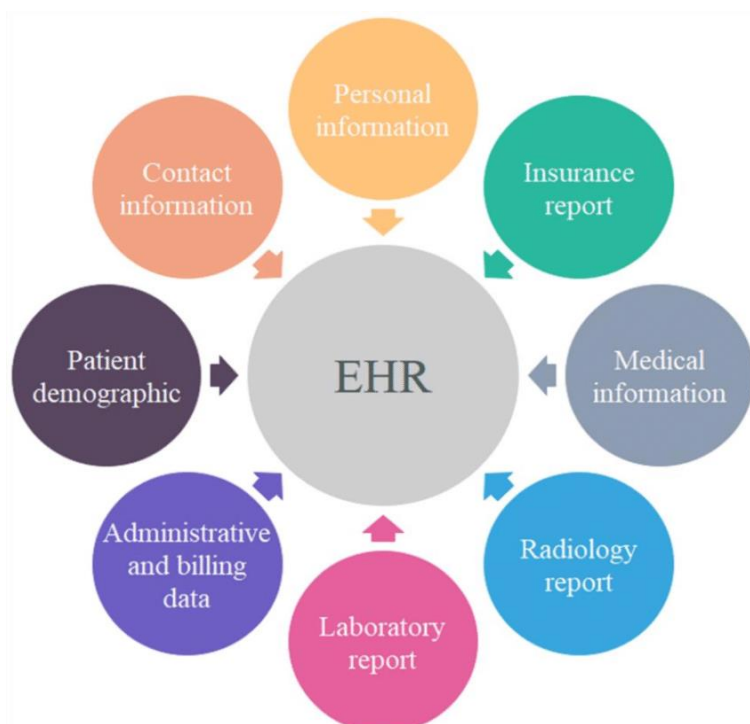 Personal
information
Insurance
report
Medical
information
Radiology
report
Laboratory
report
Administrative
and billing
data
Patient
demographic
Contact
information
EHR